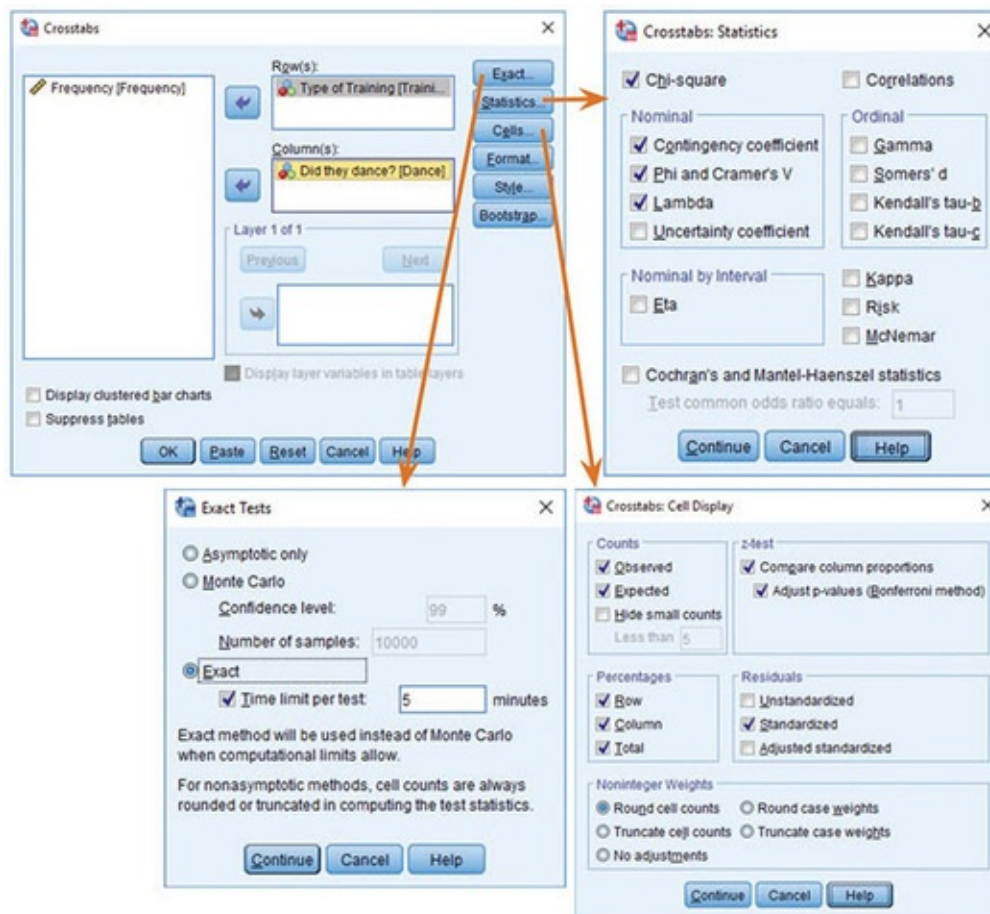 Crosstabs
Frequency [Frequency]
Row(s):
Type of Training [Traini...
Column(s):
Did they dance? [Dance]
Layer 1 of 1
Previous
Next
Display layer variables in table layers
Exact...
Statistics...
Cells...
Format...
Style...
Bootstrap...
Display clustered bar charts
Suppress tables
OK Paste Reset Cancel Help
Crosstabs: Statistics
Chi-square
Correlations
Nominal
Contingency coefficient
Phi and Cramer's V
Lambda
Uncertainty coefficient
Ordinal
Gamma
Somers' d
Kendall's tau-b
Kendall's tau-c
Nominal by Interval
Eta
Kappa
Risk
McNemar
Cochran's and Mantel-Haenszel statistics
Test common odds ratio equals: 1
Continue Cancel Help
Exact Tests
Asymptotic only
Monte Carlo
Confidence level: 99 %
Number of samples: 10000
Exact
Time limit per test: 5 minutes
Exact method will be used instead of Monte Carlo
when computational limits allow.
For nonasymptotic methods, cell counts are always
rounded or truncated in computing the test statistics.
Continue Cancel Help
Crosstabs: Cell Display
Counts
Observed
Expected
Hide small counts
Less than 5
z-test
Compare column proportions
Adjust p-values (Bonferroni method)
Percentages
Row
Column
Total
Residuals
Unstandardized
Standardized
Adjusted standardized
Noninteger Weights
Round cell counts Round case weights
Truncate cell counts Truncate case weights
No adjustments
Continue Cancel Help